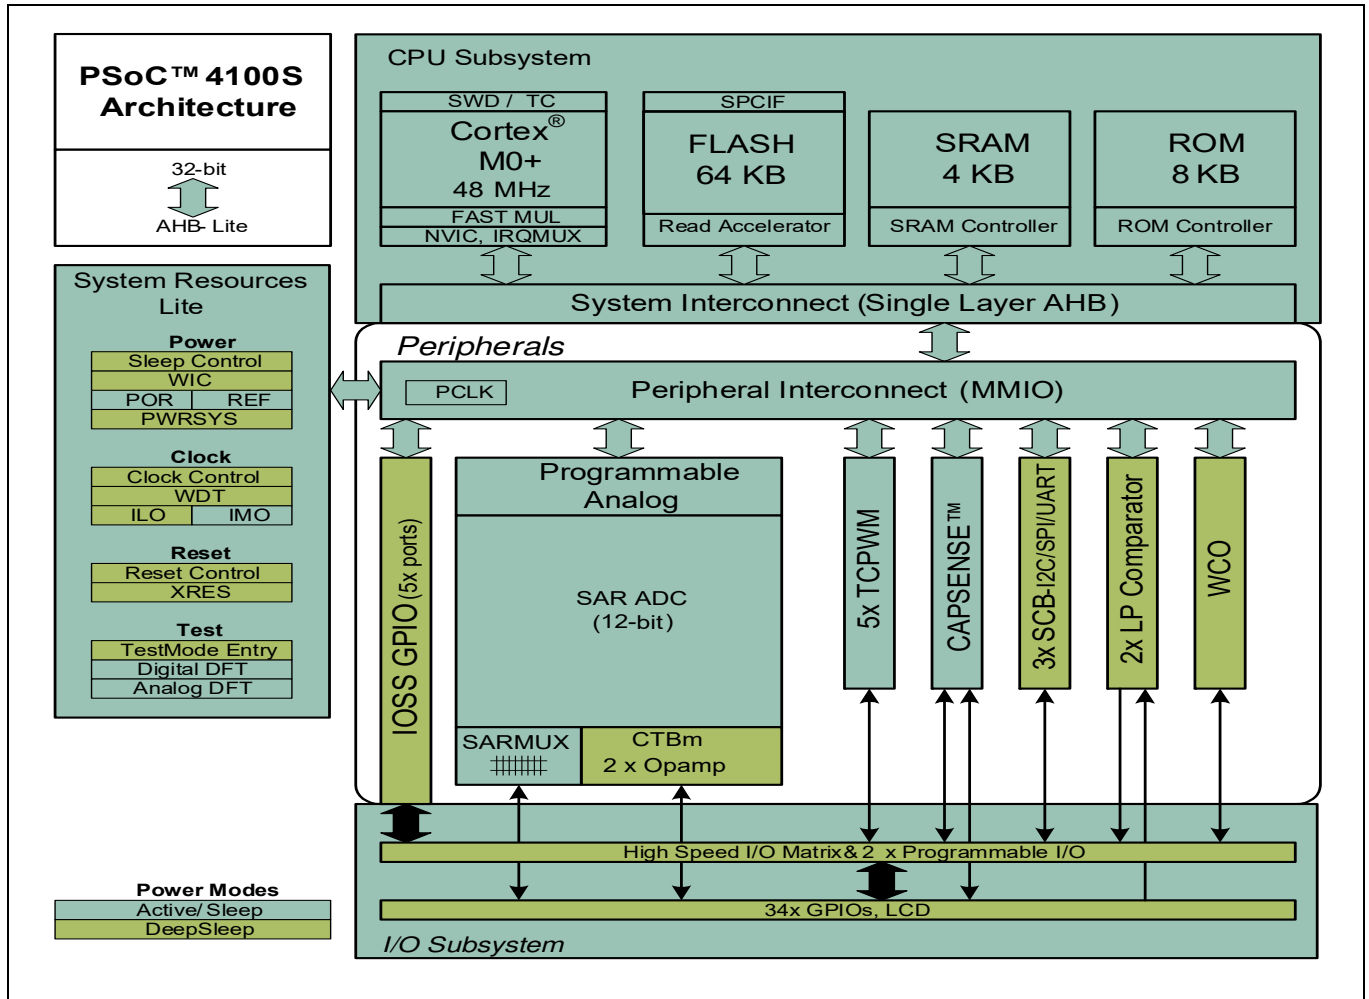 PSoC™ 4100S
Architecture
32-bit
AHB- Lite
CPU Subsystem
SWD / TC
Cortex®
M0+
48 MHz
FAST MUL
NVIC, IRQMUX
SPCIF
FLASH
64 KB
Read Accelerator
SRAM
4 KB
SRAM Controller
ROM
8 KB
ROM Controller
System Interconnect (Single Layer AHB)
System Resources
Lite
Power
Sleep Control
WIC
POR REF
PWRSYS
Clock
Clock Control
WDT
ILO IMO
Reset
Reset Control
XRES
Test
TestMode Entry
Digital DFT
Analog DFT
Peripherals
PCLK
Peripheral Interconnect (MMIO)
IOSS GPIO (5x ports)
Programmable
Analog
SAR ADC
(12-bit)
SARMUX
CTBm
2 x Opamp
5x TCPWM
CAPSENSE™
3x SCB-I2C/SPI/UART
2x LP Comparator
WCO
High Speed I/O Matrix& 2 x Programmable I/O
34x GPIOs, LCD
I/O Subsystem
Power Modes
Active/ Sleep
DeepSleep